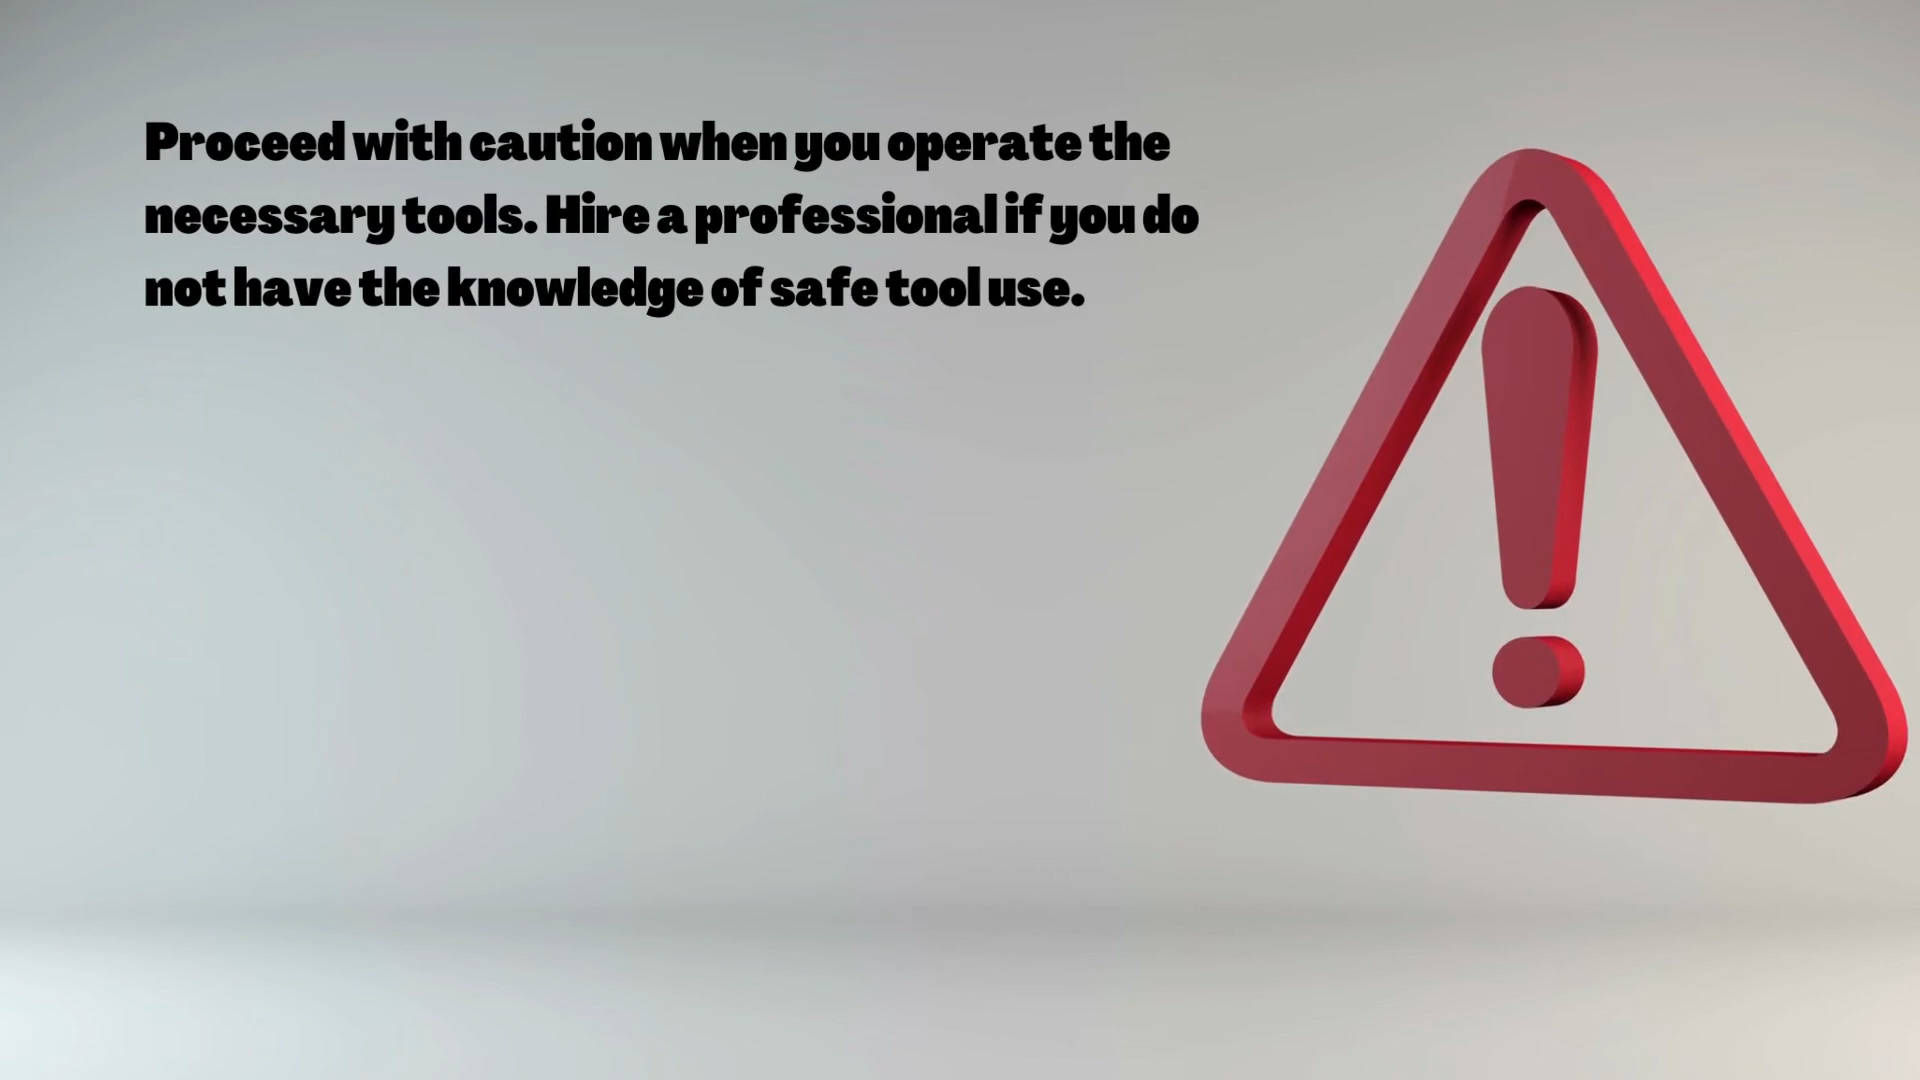 Proceed with caution when you operate the
necessary tools. Hire a professional if you do
not have the knowledge of safe tool use.